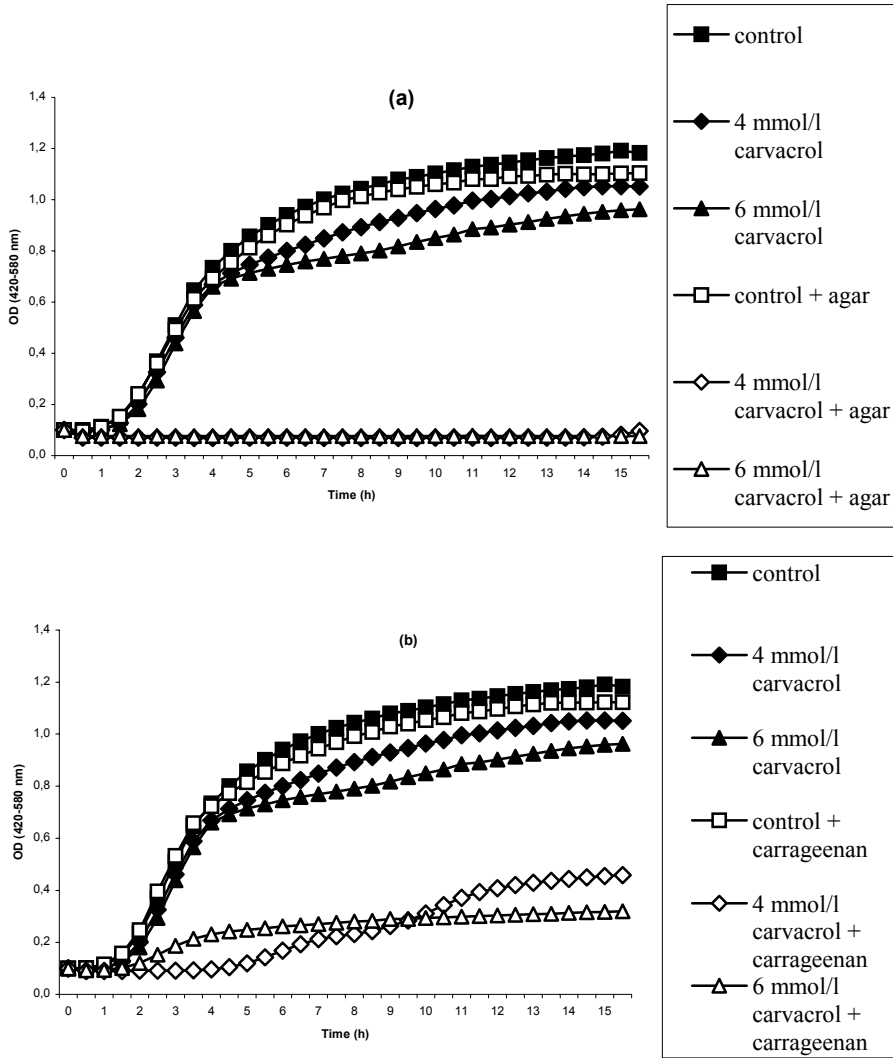 (a)
OD (420-580 nm)
1,4
1,2
1,0
0,8
0,6
0,4
0,2
0,0
0 1 2 3 4 5 6 7 8 9 10 11 12 13 14 15
Time (h)
control
4 mmol/l
carvacrol
6 mmol/l
carvacrol
control + agar
4 mmol/l
carvacrol + agar
6 mmol/l
carvacrol + agar
(b)
OD (420-580 nm)
1,4
1,2
1,0
0,8
0,6
0,4
0,2
0,0
0 1 2 3 4 5 6 7 8 9 10 11 12 13 14 15
Time (h)
control
4 mmol/l
carvacrol
6 mmol/l
carvacrol
control +
carrageenan
4 mmol/l
carvacrol +
carrageenan
6 mmol/l
carvacrol +
carrageenan